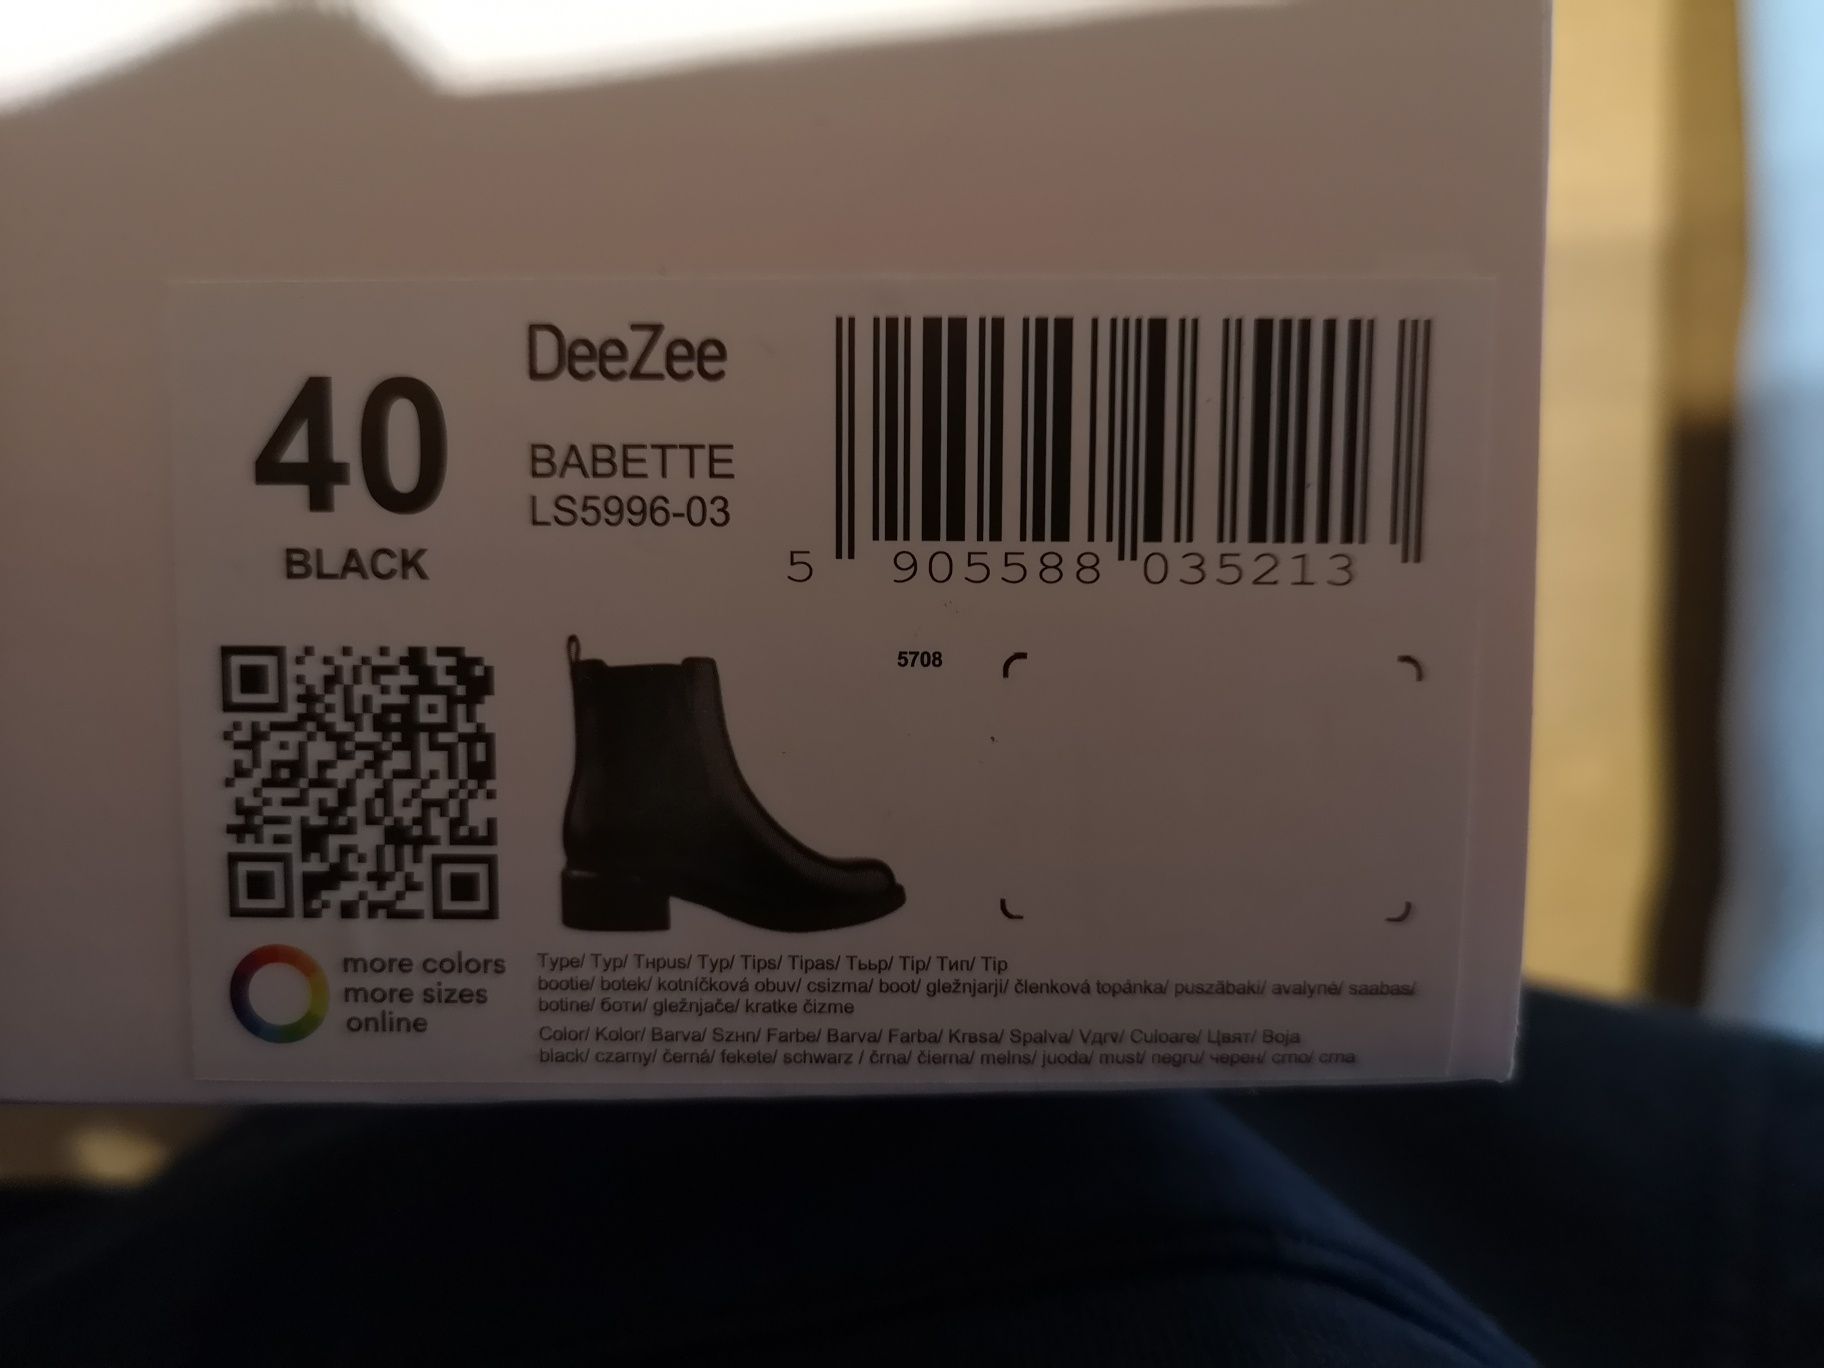 40
BLACK
DeeZee
BABETTE
LS5996-03
5 905588 035213
5708
more colors
more sizes
online
Type/ Typ/ Tнpus/ Typ/ Tips/ Tipas/ Tььp/ Tip/ Тип/ Tip
bootie/ botek/ kotníčková obuv/ csizma/ boot/ gležnjarji/ členková topánka/ puszābaki/ avalynė/ saabas/
botine/ боти/ gležnjače/ kratke čizme
Color/ Kolor/ Barva/ Szнn/ Farbe/ Barva/ Farba/ Krвsa/ Spalva/ Vдrv/ Culoare/ Цвят/ Boja
black/ czarny/ černá/ fekete/ schwarz / črna/ čierna/ melns/ juoda/ must/ negru/ черен/ crno/ crna